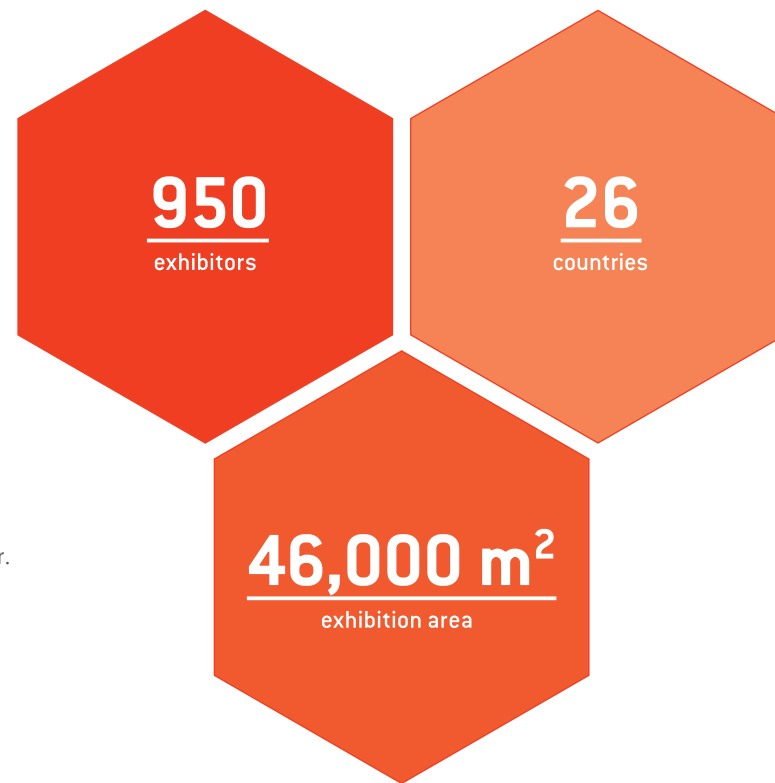 950
exhibitors
26
countries
r.
46,000 m²
exhibition area